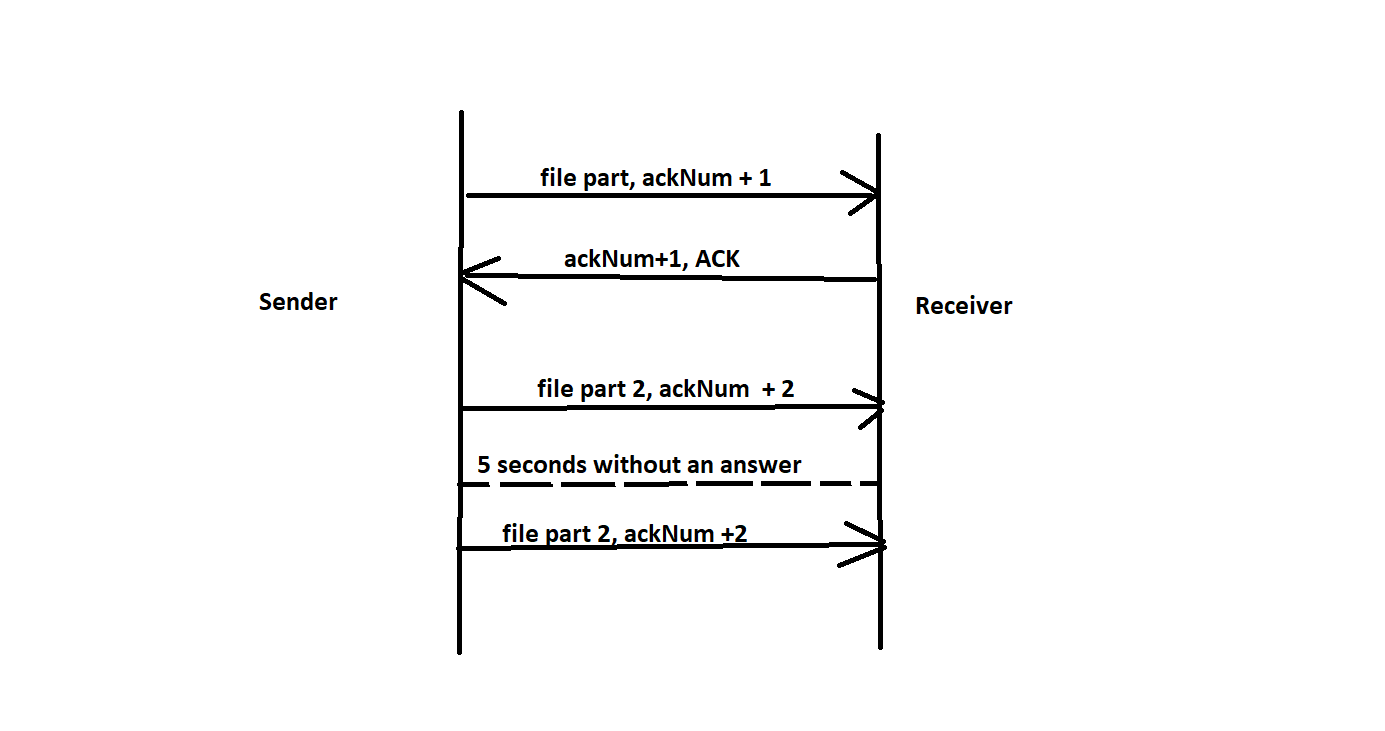 file part, ackNum + 1
ackNum+1, ACK
Sender
Receiver
file part 2, ackNum  + 2
5 seconds without an answer
file part 2, ackNum +2